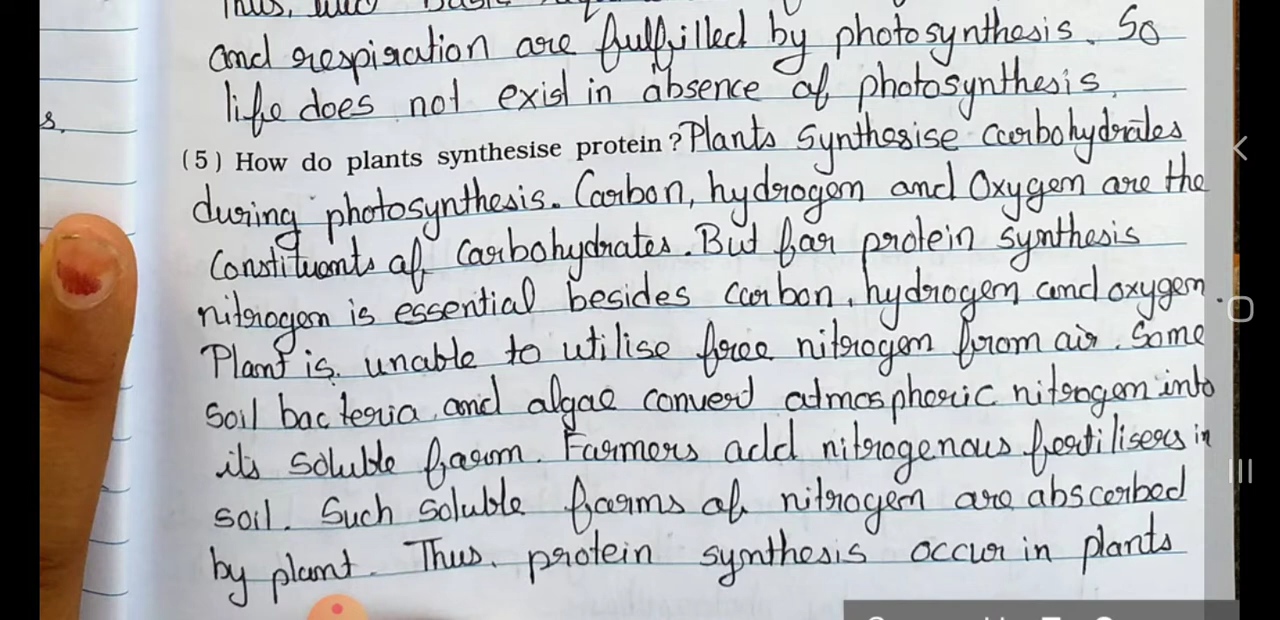 Thus,
and respiration are fulfilled by photosynthesis. So
life does not exist in absence of photosynthesis.
s.
(5) How do plants synthesise protein? Plants synthesise carbohydrates
during photosynthesis. Carbon, hydrogen and Oxygen are the
Constituents of carbohydrates. But for protein synthesis
nitrogen is essential besides carbon, hydrogen and oxygen.
Plant is unable to utilise free nitrogen from air. Some
soil bacteria and algae convert atmospheric nitrogen into
its soluble form. Farmers add nitrogenous fertilisers in
soil. Such soluble forms of nitrogen are absorbed
by plant. Thus, protein synthesis occur in plants